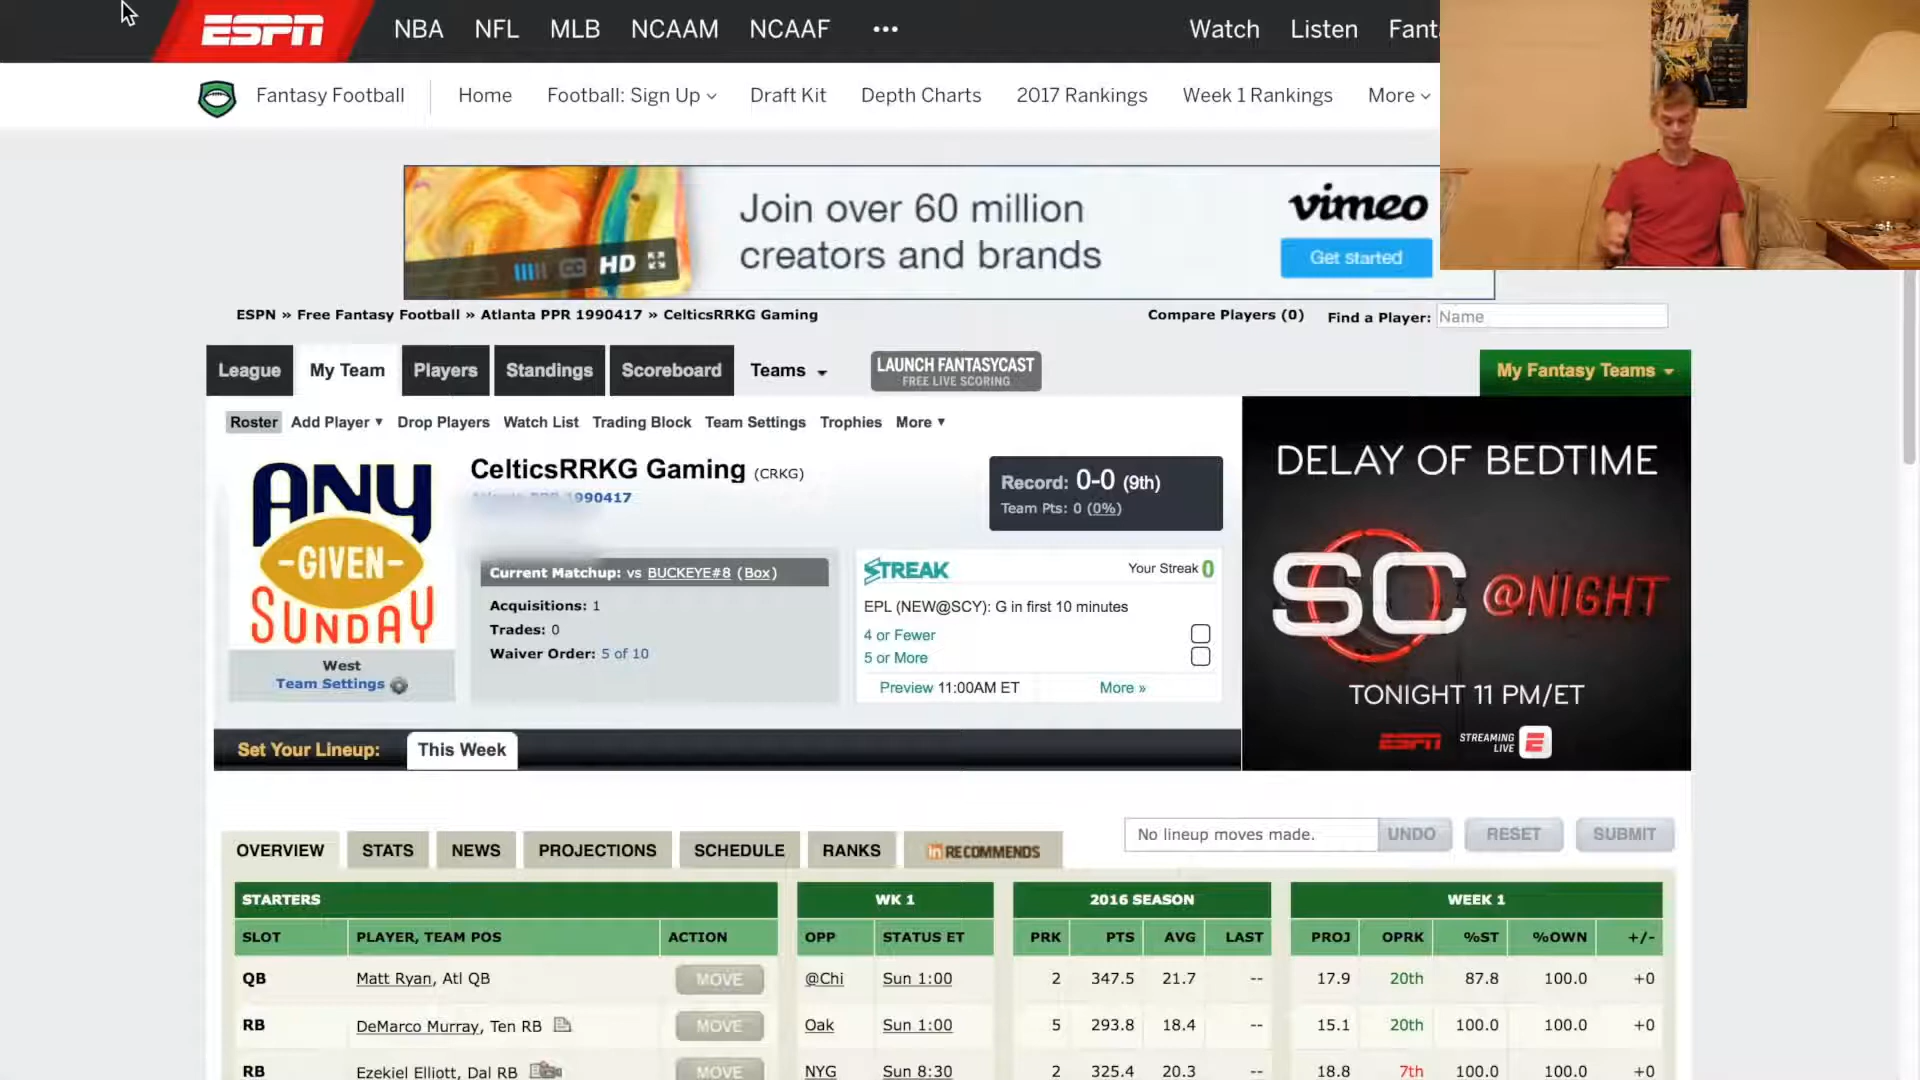 ESPN NBA NFL MLB NCAAM NCAAF ••• Watch Listen Fant
Fantasy Football Home Football: Sign Up Draft Kit Depth Charts 2017 Rankings Week 1 Rankings More
Join over 60 million
creators and brands
vimeo
Get started
CC HD
ESPN » Free Fantasy Football » Atlanta PPR 1990417 » CelticsRRKG Gaming
Compare Players (0) Find a Player: Name
League My Team Players Standings Scoreboard Teams
LAUNCH FANTASYCAST
FREE LIVE SCORING
My Fantasy Teams
Roster Add Player Drop Players Watch List Trading Block Team Settings Trophies More
ANY
-GIVEN-
SUNDAY
West
Team Settings
CelticsRRKG Gaming (CRKG)
1990417
Record: 0-0 (9th)
Team Pts: 0 (0%)
Current Matchup: vs BUCKEYE#8 (Box)
Acquisitions: 1
Trades: 0
Waiver Order: 5 of 10
STREAK Your Streak 0
EPL (NEW@SCY): G in first 10 minutes
4 or Fewer
5 or More
Preview 11:00AM ET More »
DELAY OF BEDTIME
SC @NIGHT
TONIGHT 11 PM/ET
ESPN STREAMING LIVE E
Set Your Lineup: This Week
No lineup moves made. UNDO RESET SUBMIT
OVERVIEW STATS NEWS PROJECTIONS SCHEDULE RANKS in RECOMMENDS
STARTERS WK 1 2016 SEASON WEEK 1
SLOT PLAYER, TEAM POS ACTION OPP STATUS ET PRK PTS AVG LAST PROJ OPRK %ST %OWN +/-
QB Matt Ryan, Atl QB MOVE @Chi Sun 1:00 2 347.5 21.7 -- 17.9 20th 87.8 100.0 +0
RB DeMarco Murray, Ten RB MOVE Oak Sun 1:00 5 293.8 18.4 -- 15.1 20th 100.0 100.0 +0
RB Ezekiel Elliott, Dal RB MOVE NYG Sun 8:30 2 325.4 20.3 -- 18.8 7th 100.0 100.0 +0